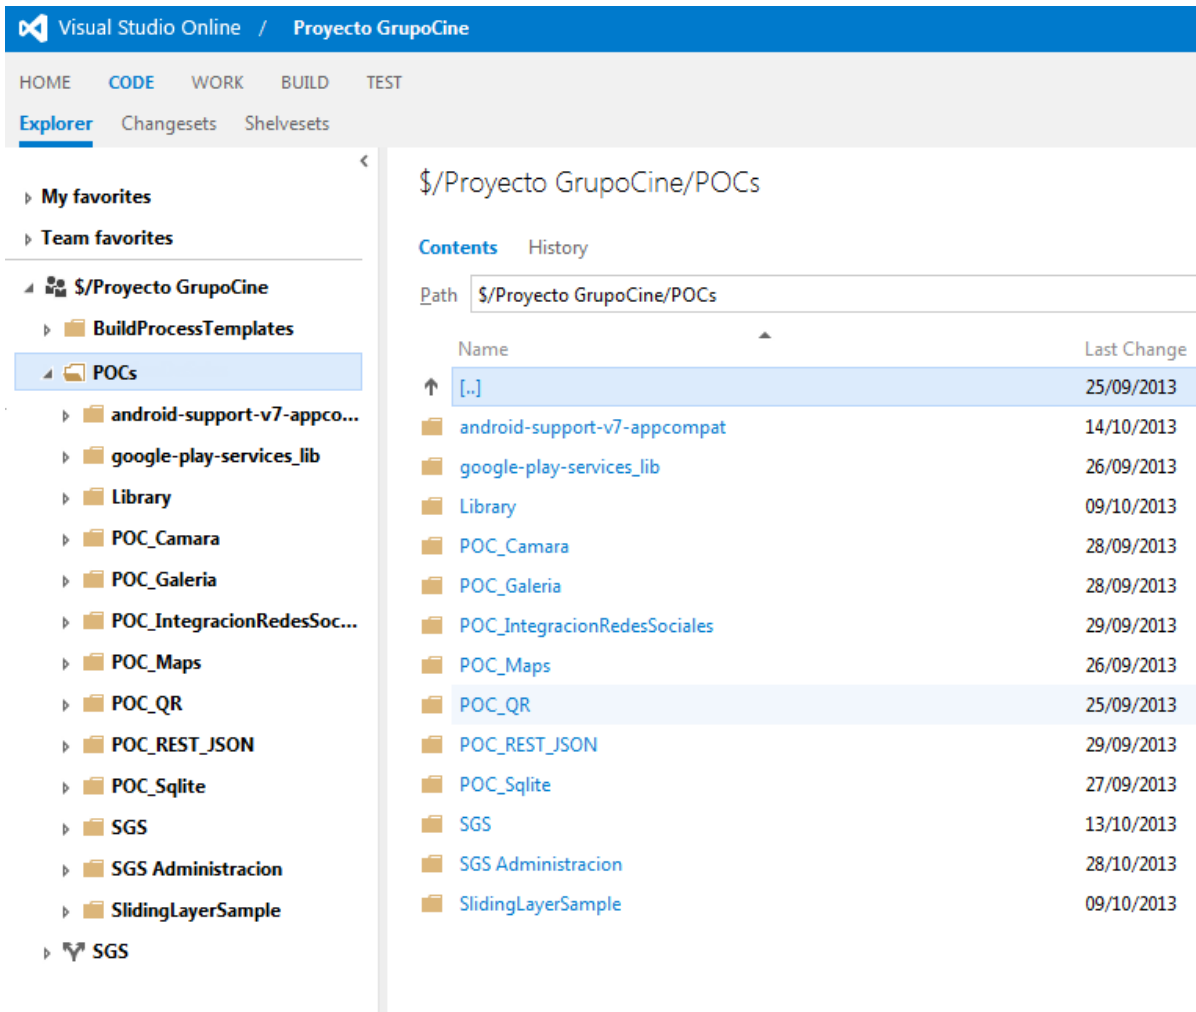 Visual Studio Online / Proyecto GrupoCine
HOME CODE WORK BUILD TEST
Explorer Changesets Shelvesets
My favorites
Team favorites
$/Proyecto GrupoCine
BuildProcessTemplates
POCs
android-support-v7-appco...
google-play-services_lib
Library
POC_Camara
POC_Galeria
POC_IntegracionRedesSoc...
POC_Maps
POC_QR
POC_REST_JSON
POC_Sqlite
SGS
SGS Administracion
SlidingLayerSample
SGS
$/Proyecto GrupoCine/POCs
Contents History
Path $/Proyecto GrupoCine/POCs
Name Last Change
[..] 25/09/2013
android-support-v7-appcompat 14/10/2013
google-play-services_lib 26/09/2013
Library 09/10/2013
POC_Camara 28/09/2013
POC_Galeria 28/09/2013
POC_IntegracionRedesSociales 29/09/2013
POC_Maps 26/09/2013
POC_QR 25/09/2013
POC_REST_JSON 29/09/2013
POC_Sqlite 27/09/2013
SGS 13/10/2013
SGS Administracion 28/10/2013
SlidingLayerSample 09/10/2013